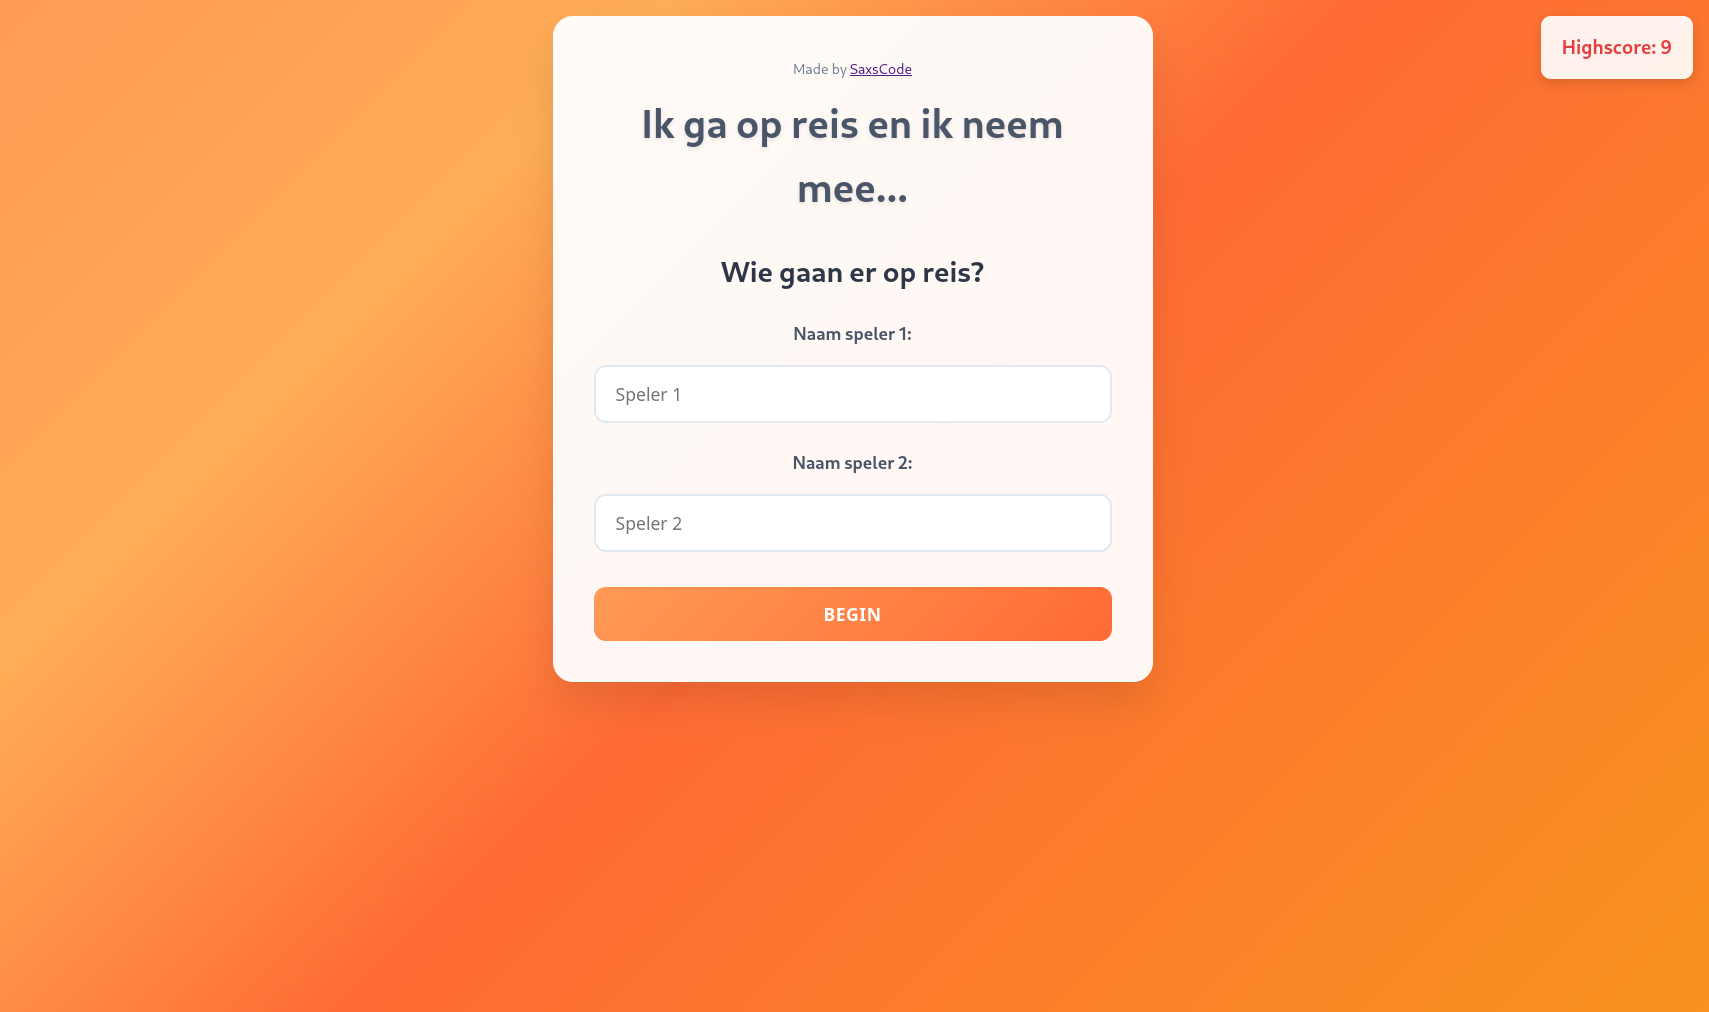 Made by SaxsCode
Highscore: 9
Ik ga op reis en ik neem
mee...
Wie gaan er op reis?
Naam speler 1:
Speler 1
Naam speler 2:
Speler 2
BEGIN